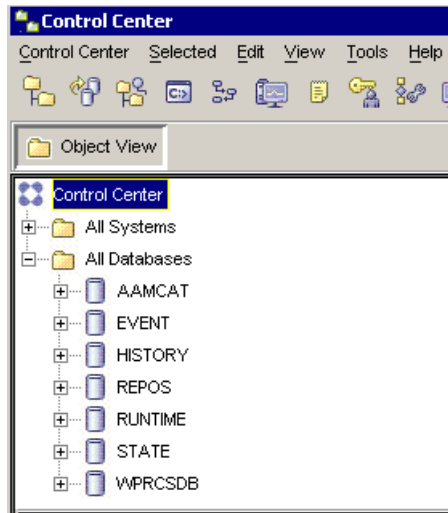 Control Center
Control Center Selected Edit View Tools Help
C:>
Object View
Control Center
All Systems
All Databases
AAMCAT
EVENT
HISTORY
REPOS
RUNTIME
STATE
WPRCSDB